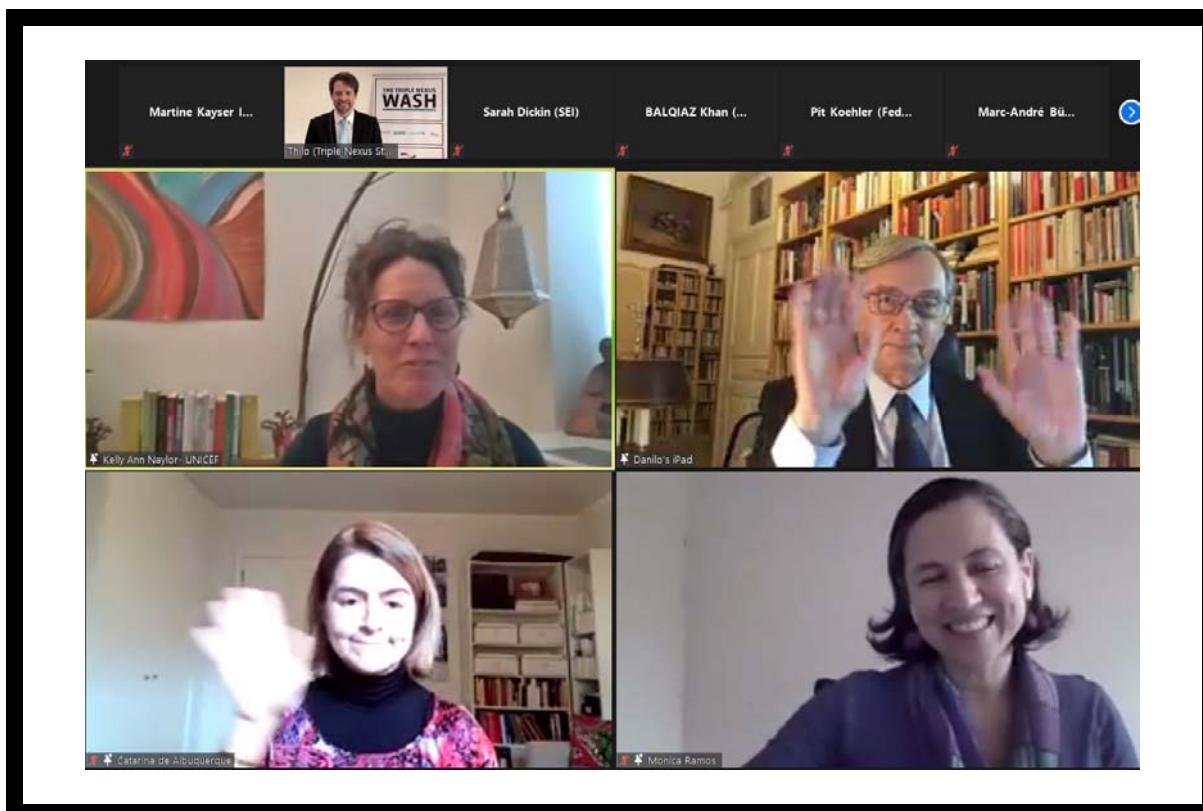 Martine Kayser I...
THE TRIPLE NEXUS
WASH
Thilo (Triple Nexus St...
Sarah Dickin (SEI)
BALQIAZ Khan (...
Pit Koehler (Fed...
Marc-André Bü...
Kelly Ann Naylor- UNICEF
Danilo's iPad
Catarina de Albuquerque
Monica Ramos